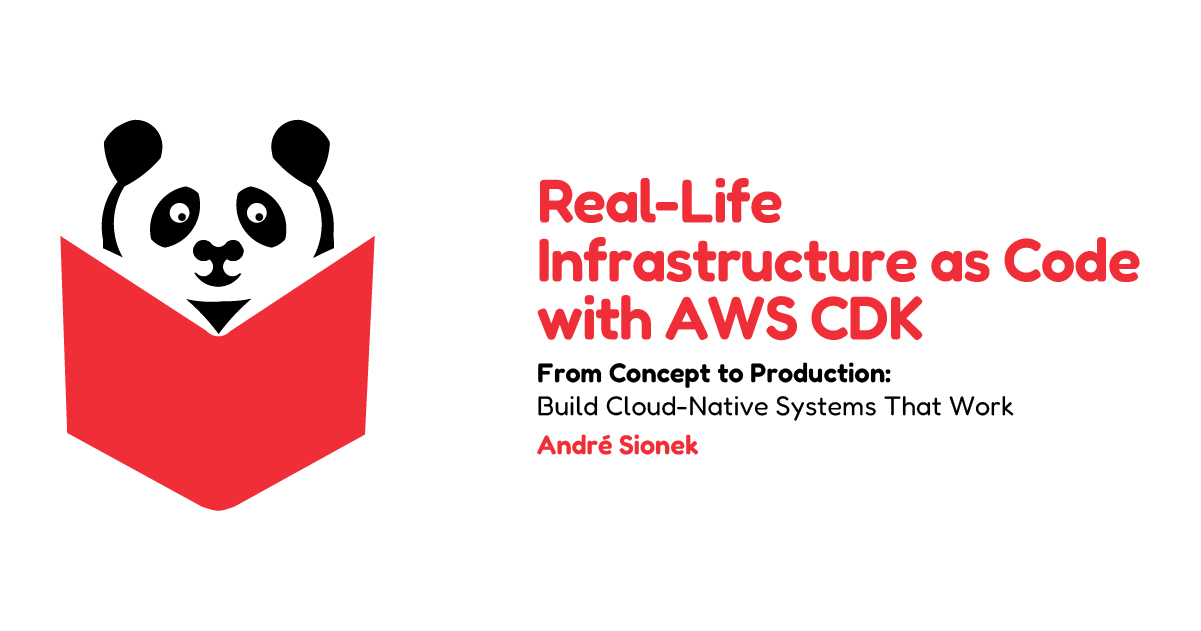 Real-Life
Infrastructure as Code
with AWS CDK
From Concept to Production:
Build Cloud-Native Systems That Work
André Sionek